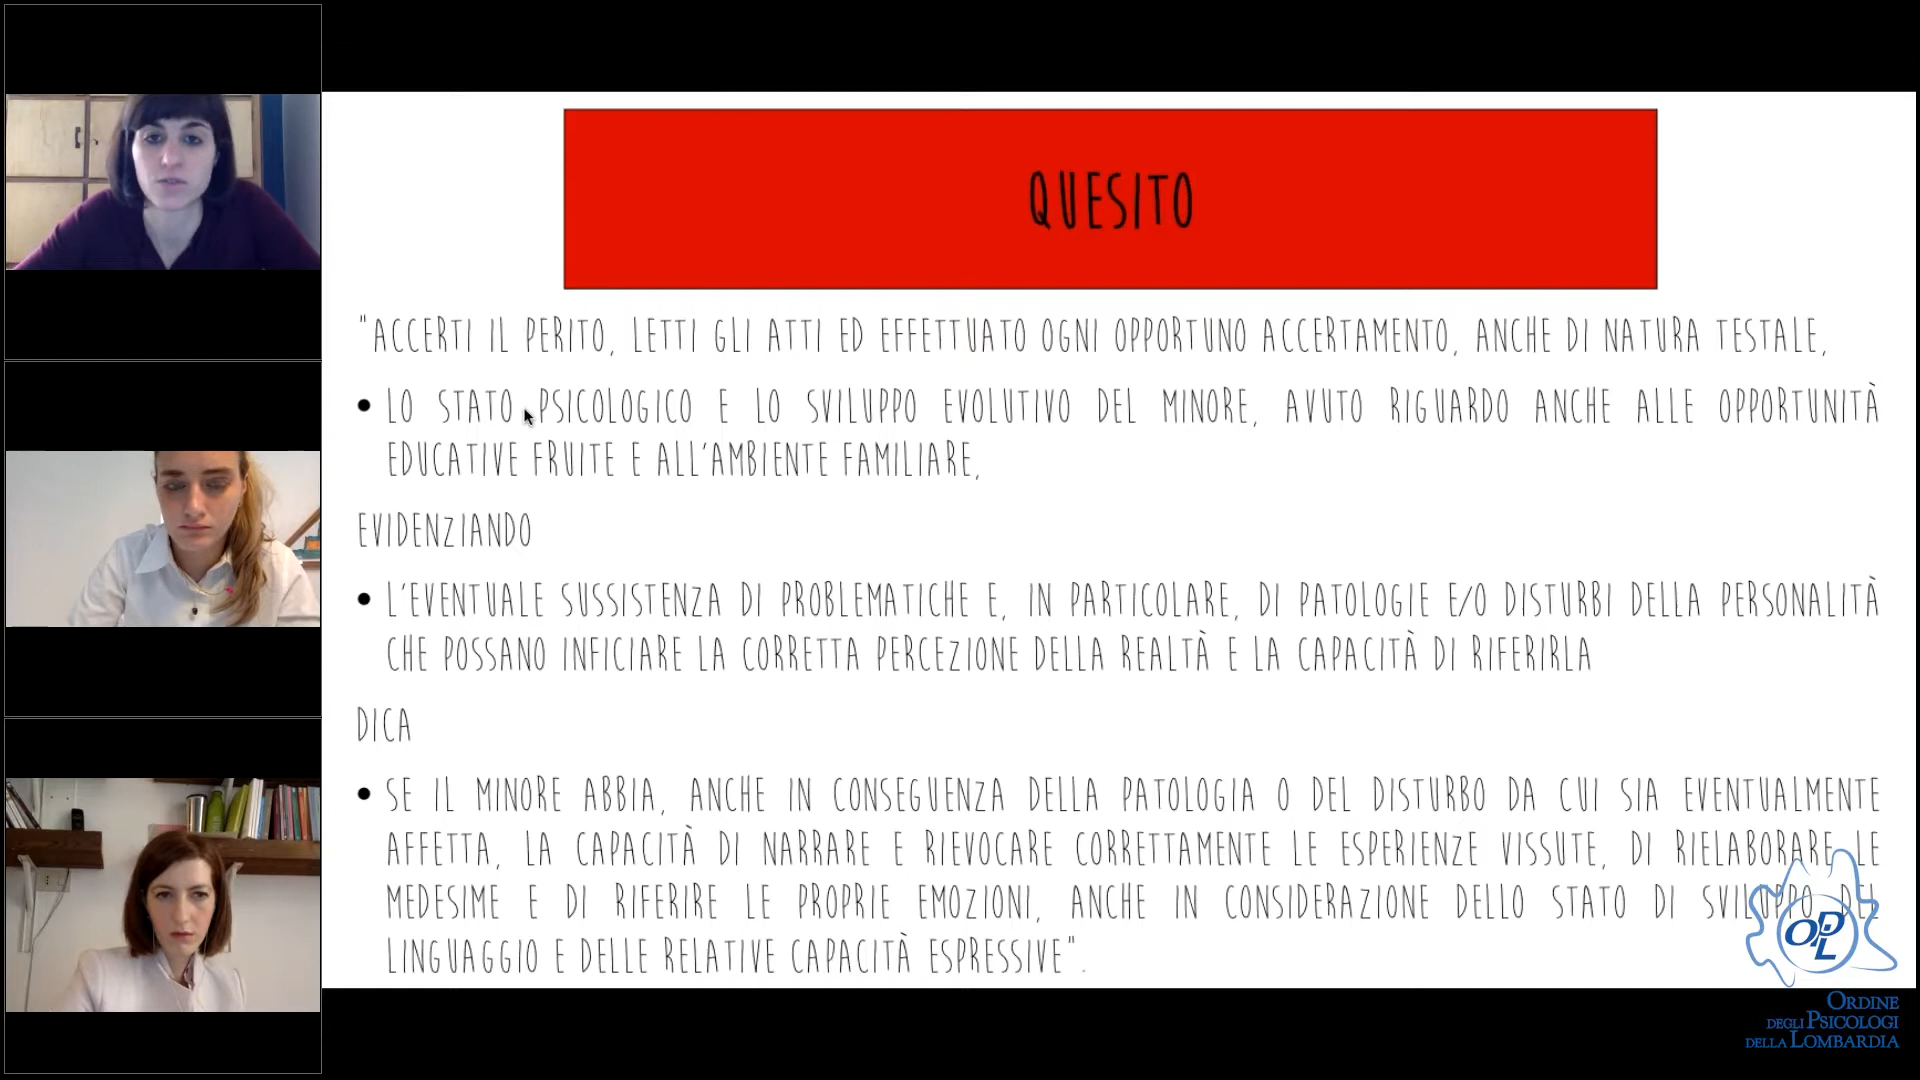 QUESITO
"ACCERTI IL PERITO, LETTI GLI ATTI ED EFFETTUATO OGNI OPPORTUNO ACCERTAMENTO, ANCHE DI NATURA TESTALE,
• LO STATO PSICOLOGICO E LO SVILUPPO EVOLUTIVO DEL MINORE, AVUTO RIGUARDO ANCHE ALLE OPPORTUNITÀ
EDUCATIVE FRUITE E ALL'AMBIENTE FAMILIARE,
EVIDENZIANDO
• L'EVENTUALE SUSSISTENZA DI PROBLEMATICHE E, IN PARTICOLARE, DI PATOLOGIE E/O DISTURBI DELLA PERSONALITÀ
CHE POSSANO INFICIARE LA CORRETTA PERCEZIONE DELLA REALTÀ E LA CAPACITÀ DI RIFERIRLA
DICA
• SE IL MINORE ABBIA, ANCHE IN CONSEGUENZA DELLA PATOLOGIA O DEL DISTURBO DA CUI SIA EVENTUALMENTE
AFFETTA, LA CAPACITÀ DI NARRARE E RIEVOCARE CORRETTAMENTE LE ESPERIENZE VISSUTE, DI RIELABORARE LE
MEDESIME E DI RIFERIRE LE PROPRIE EMOZIONI, ANCHE IN CONSIDERAZIONE DELLO STATO DI SVILUPPO DEL
LINGUAGGIO E DELLE RELATIVE CAPACITÀ ESPRESSIVE".
OPL
ORDINE
DEGLI PSICOLOGI
DELLA LOMBARDIA